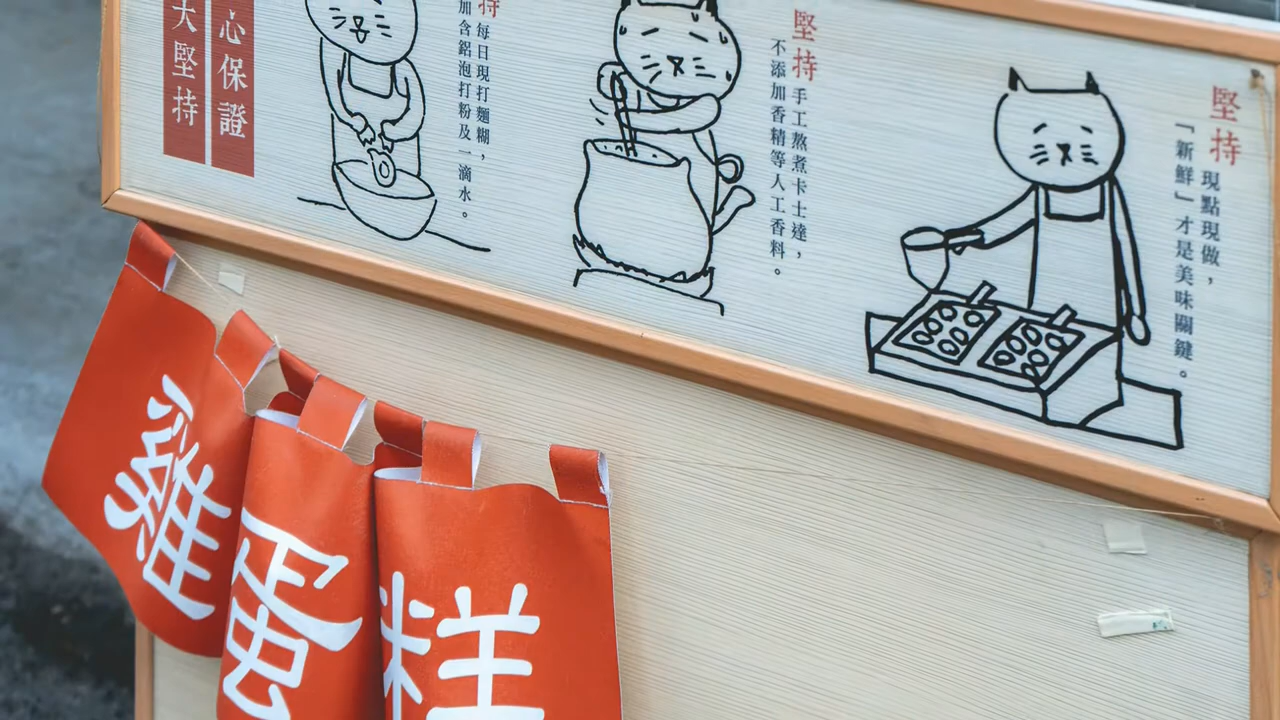 心保證
大堅持
持
每日現打麵糊，
加含鋁泡打粉及一滴水。
堅持
手工熬煮卡士達，
不添加香精等人工香料。
堅持
現點現做，
「新鮮」才是美味關鍵。
雞蛋糕